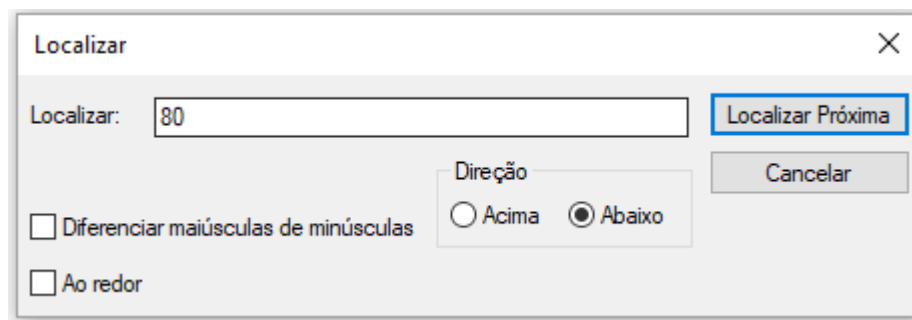 Localizar
Localizar: 80 Localizar Próxima
Direção Cancelar
Acima Abaixo
Diferenciar maiúsculas de minúsculas
Ao redor